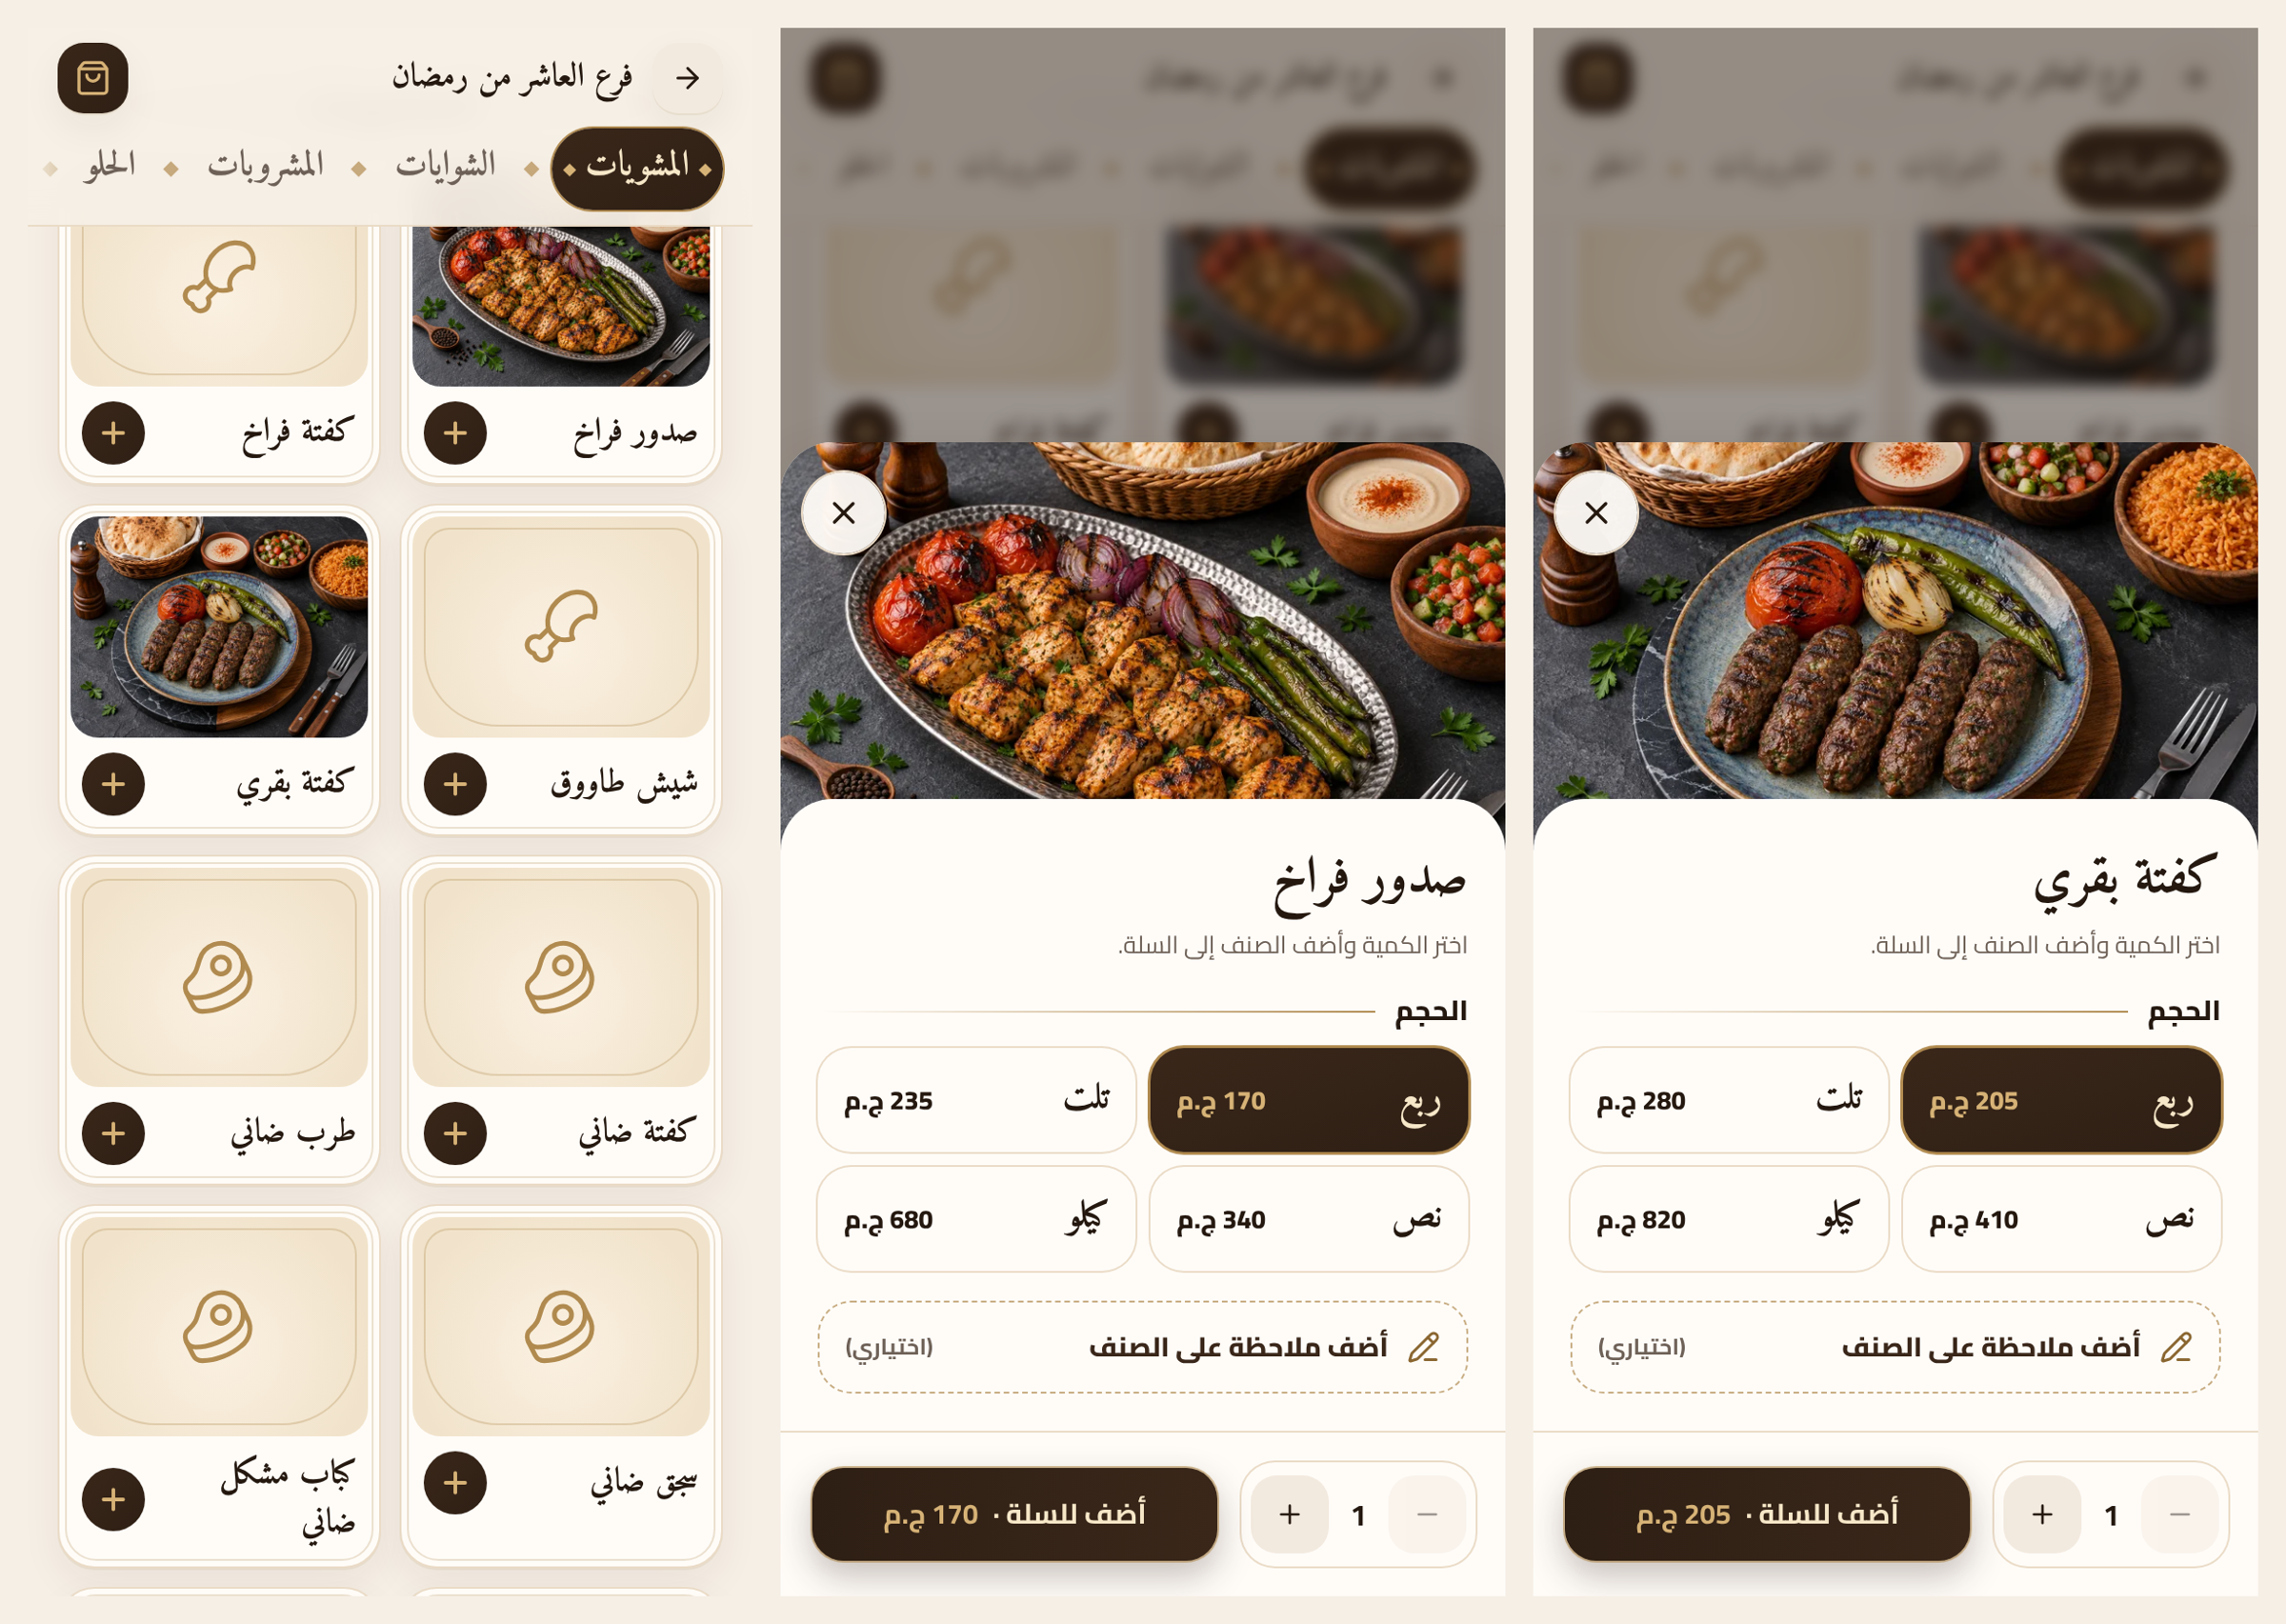 فرع العاشر من رمضان
المشويات الشوايات المشروبات الحلو
صدور فراخ
كفتة فراخ
شيش طاووق
كفتة بقري
كفتة ضاني
طرب ضاني
سجق ضاني
كباب مشكل
ضاني
صدور فراخ
اختر الكمية وأضف الصنف إلى السلة.
الحجم
ربع 170 ج.م
تلت 235 ج.م
نص 340 ج.م
كيلو 680 ج.م
أضف ملاحظة على الصنف (اختياري)
1
أضف للسلة · 170 ج.م
كفتة بقري
اختر الكمية وأضف الصنف إلى السلة.
الحجم
ربع 205 ج.م
تلت 280 ج.م
نص 410 ج.م
كيلو 820 ج.م
أضف ملاحظة على الصنف (اختياري)
1
أضف للسلة · 205 ج.م